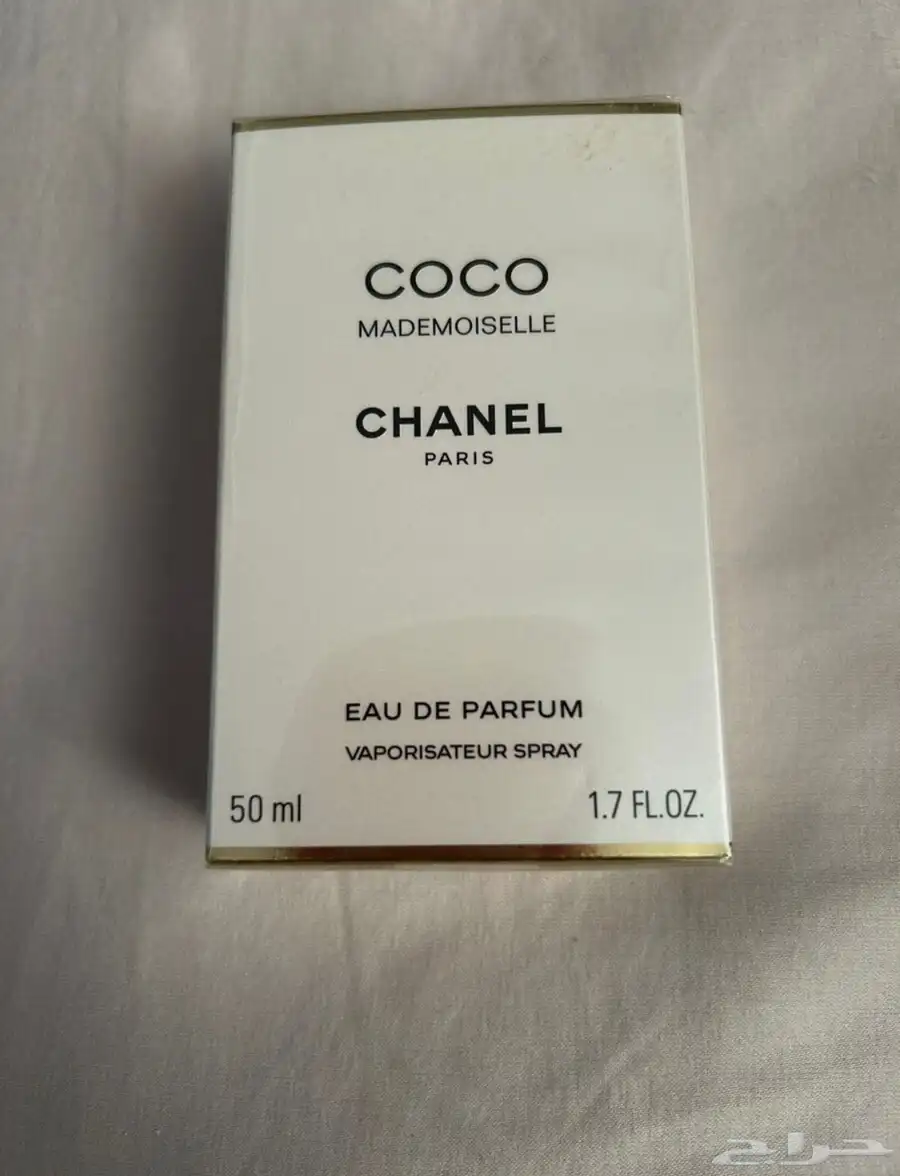 COCO
MADEMOISELLE
CHANEL
PARIS
EAU DE PARFUM
VAPORISATEUR SPRAY
50 ml 1.7 FL.OZ.
حراج